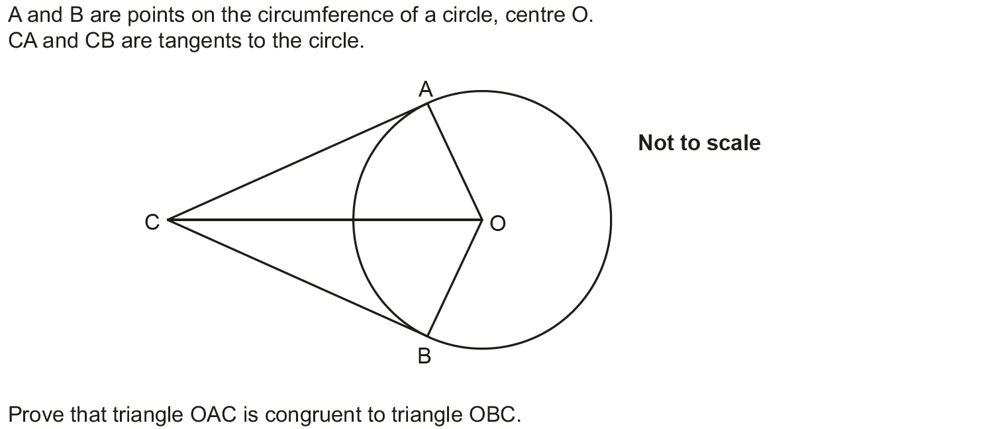 A and B are points on the circumference of a circle, centre O.
CA and CB are tangents to the circle.
A
Not to scale
C
O
B
Prove that triangle OAC is congruent to triangle OBC.